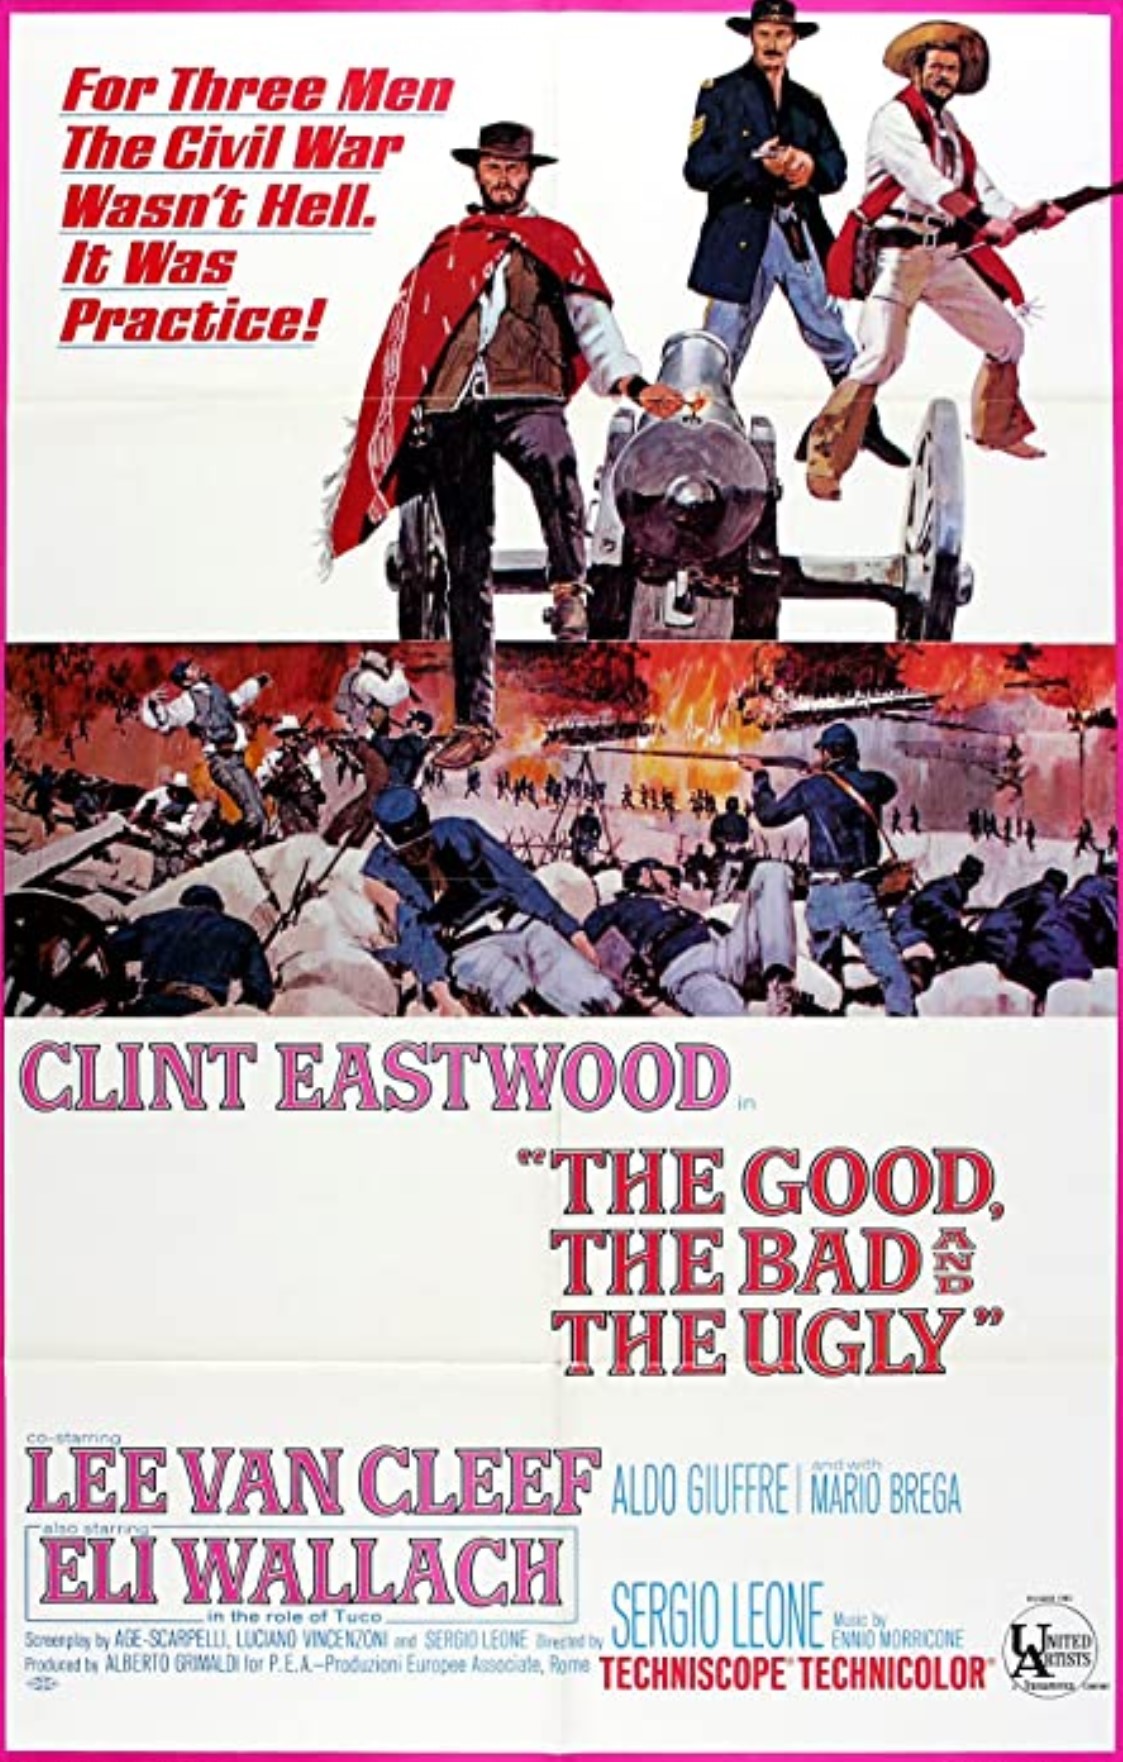 For Three Men
The Civil War
Wasn't Hell.
It Was
Practice!
CLINT EASTWOOD in
"THE GOOD,
THE BAD AND
THE UGLY"
co-starring
LEE VAN CLEEF ALDO GIUFFRE | and with MARIO BREGA
also starring
ELI WALLACH
in the role of Tuco
Screenplay by AGE-SCARPELLI, LUCIANO VINCENZONI and SERGIO LEONE Directed by SERGIO LEONE Music by ENNIO MORRICONE
Produced by ALBERTO GRIMALDI for P.E.A.–Produzioni Europee Associate, Rome TECHNISCOPE® TECHNICOLOR®
UNITED
ARTISTS